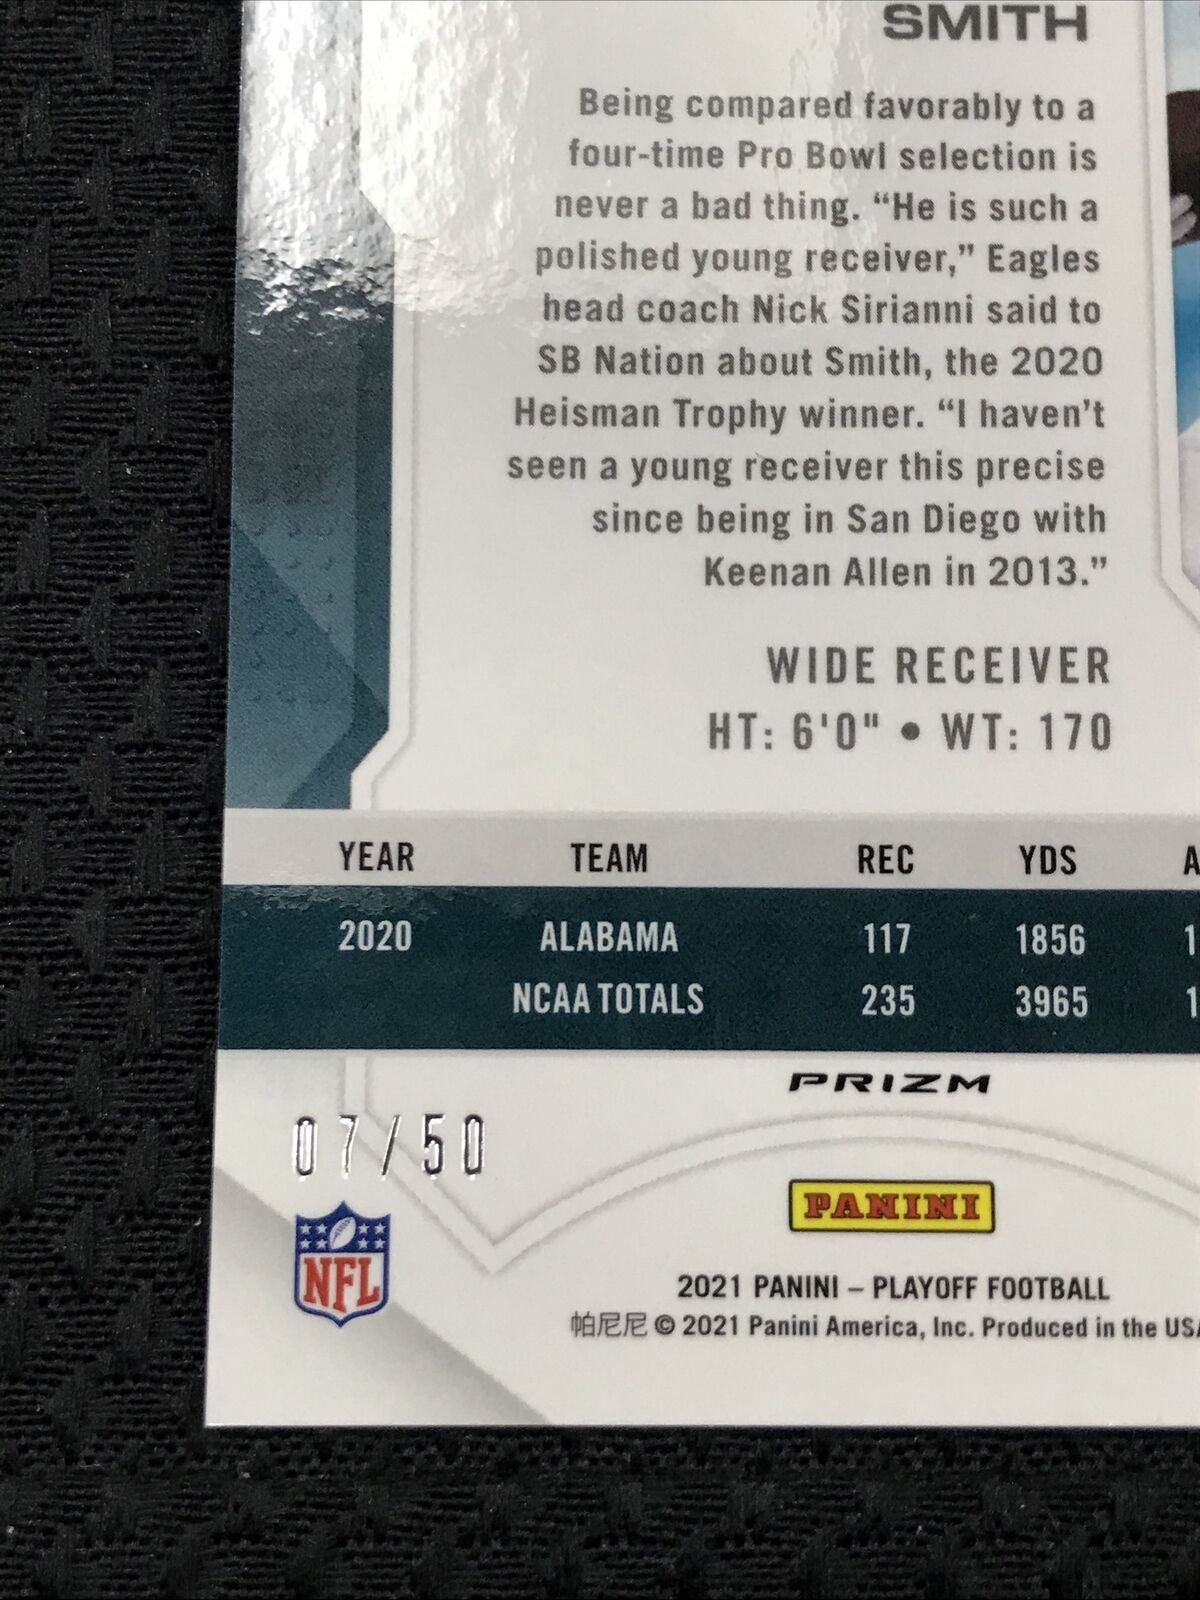 SMITH
Being compared favorably to a
four-time Pro Bowl selection is
never a bad thing. “He is such a
polished young receiver,” Eagles
head coach Nick Sirianni said to
SB Nation about Smith, the 2020
Heisman Trophy winner. “I haven’t
seen a young receiver this precise
since being in San Diego with
Keenan Allen in 2013.”
WIDE RECEIVER
HT: 6'0" • WT: 170
YEAR TEAM REC YDS A
2020 ALABAMA 117 1856 1
NCAA TOTALS 235 3965 1
PRIZM
07/50
PANINI
NFL
2021 PANINI – PLAYOFF FOOTBALL
帕尼尼 © 2021 Panini America, Inc. Produced in the USA